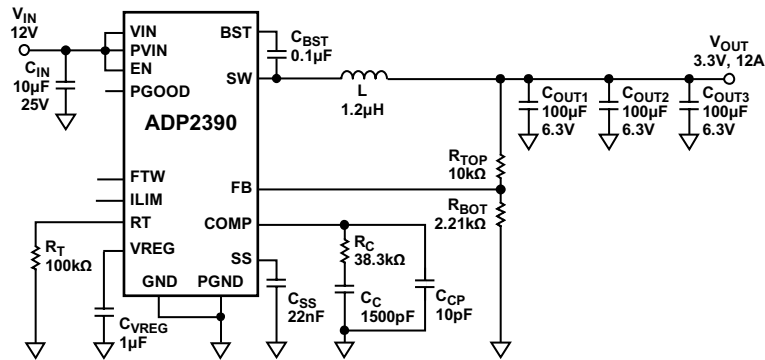 VIN
12V
CIN
10µF
25V
VIN
PVIN
EN
PGOOD
ADP2390
FTW
ILIM
RT
VREG
GND
PGND
BST
SW
FB
COMP
SS
CBST
0.1µF
L
1.2µH
VOUT
3.3V, 12A
COUT1
100µF
6.3V
COUT2
100µF
6.3V
COUT3
100µF
6.3V
RTOP
10kΩ
RBOT
2.21kΩ
RT
100kΩ
CVREG
1µF
CSS
22nF
RC
38.3kΩ
CC
1500pF
CCP
10pF